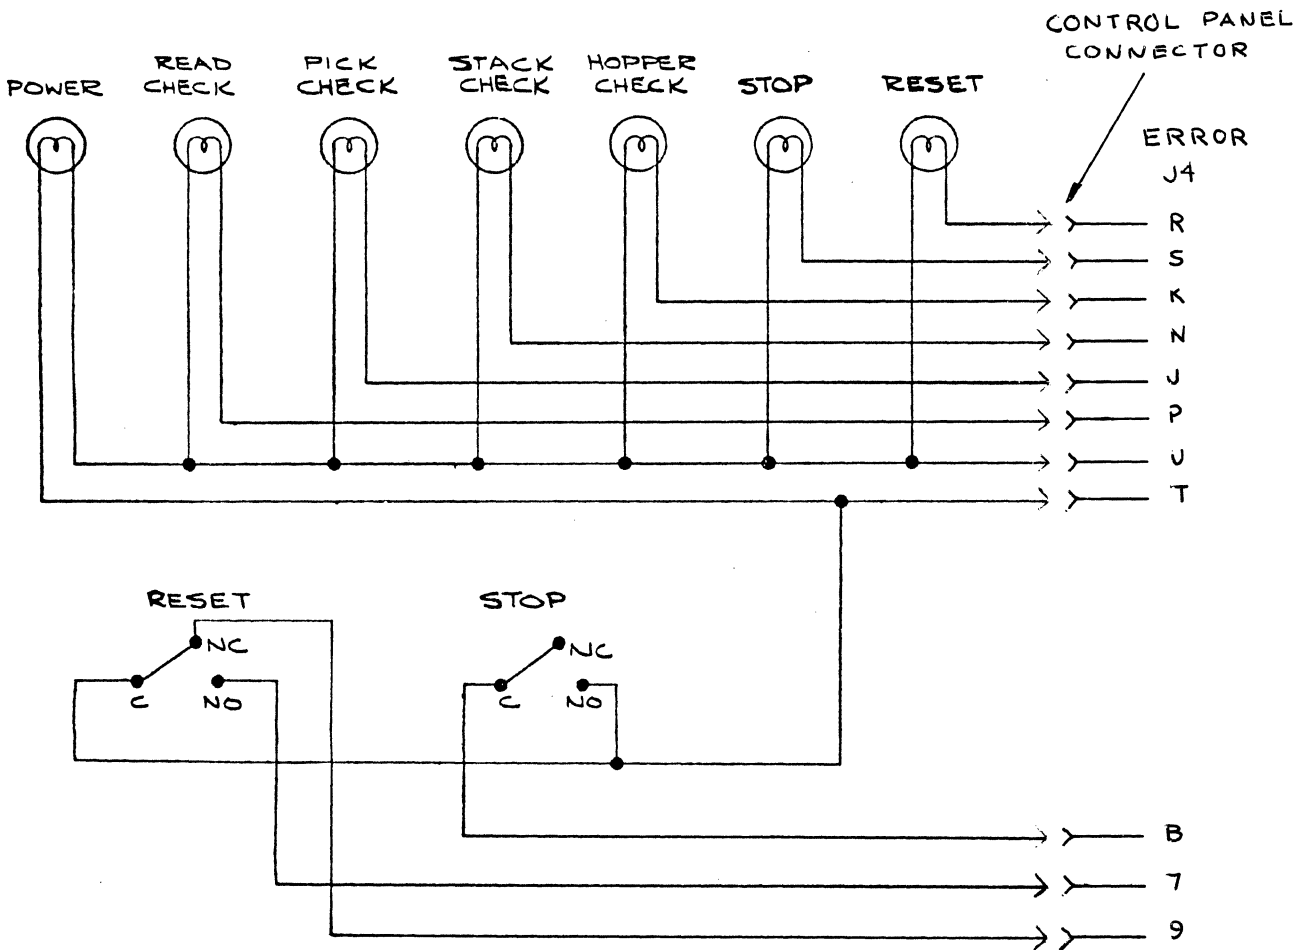 CONTROL PANEL
CONNECTOR
POWER
READ
CHECK
PICK
CHECK
STACK
CHECK
HOPPER
CHECK
STOP
RESET
ERROR
J4
R
S
K
N
J
P
U
T
RESET
NC
C
NO
STOP
NC
C
NO
B
7
9